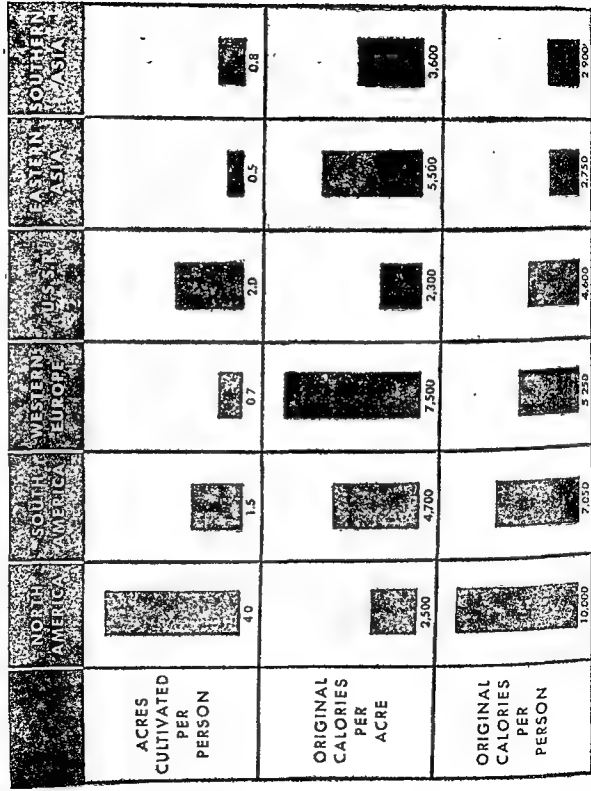 NORTH
AMERICA
SOUTH
AMERICA
WESTERN
EUROPE
U.S.S.R.
EASTERN
ASIA
SOUTHERN
ASIA
ACRES
CULTIVATED
PER
PERSON
4.0
1.5
0.7
2.0
0.5
0.8
ORIGINAL
CALORIES
PER
ACRE
2,500
4,700
7,500
2,300
5,500
3,600
ORIGINAL
CALORIES
PER
PERSON
10,000
7,050
5 250
4,600
2,750
2 900